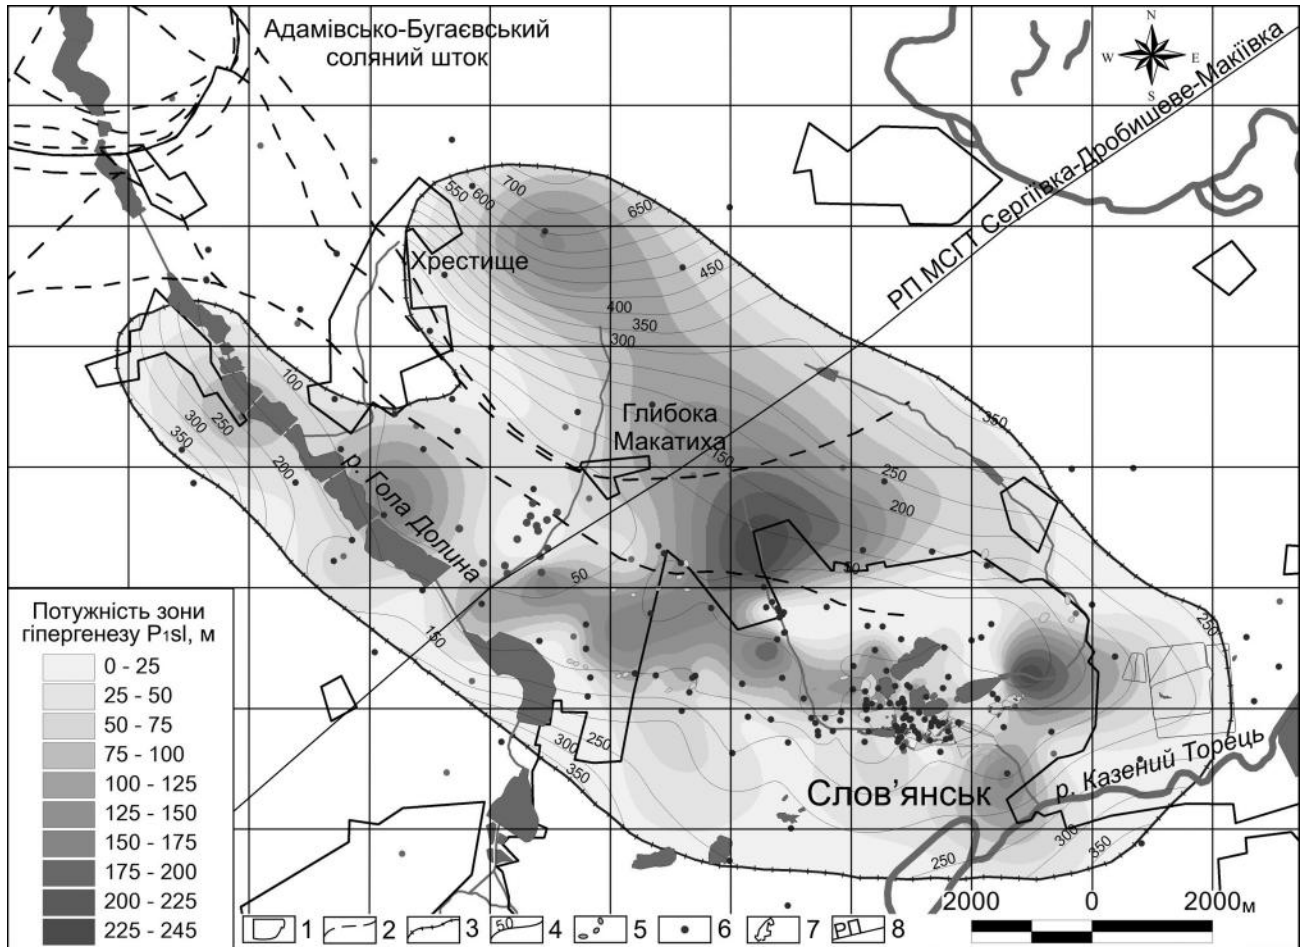 Адамівсько-Бугаєвський
соляний шток
N
W
E
S
РП МСГТ Сергіївка-Дробишеве-Макіївка
700
550
600
650
Хрестище
450
400
350
300
100
Глибока
Макатиха
300
250
350
350
150
200
р. Гола Долина
250
200
50
50
150
250
300
250
350
Слов'янськ
р. Казений Торець
250
300
350
Потужність зони
гіпергенезу P₁sl, м
0 - 25
25 - 50
50 - 75
75 - 100
100 - 125
125 - 150
150 - 175
175 - 200
200 - 225
225 - 245
1
2
3
50
4
5
6
7
РП
8
2000
0
2000м